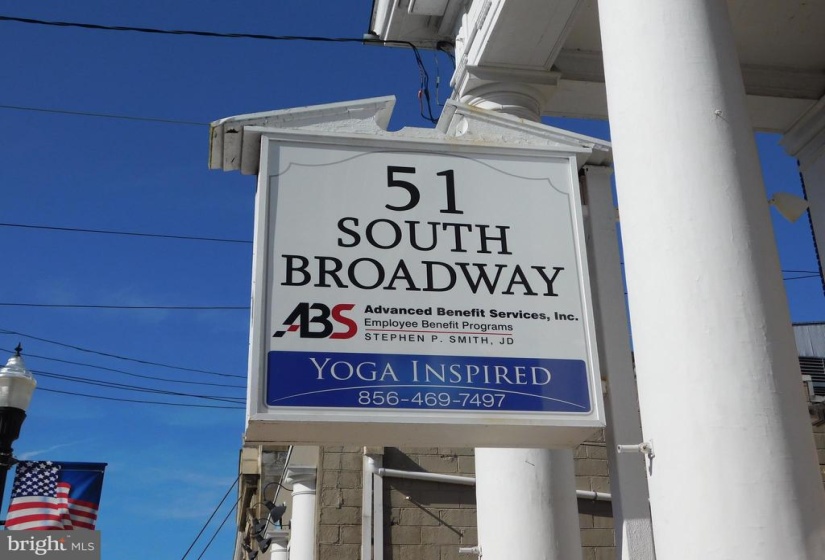 51
SOUTH
BROADWAY
ABS Advanced Benefit Services, Inc.
Employee Benefit Programs
STEPHEN P. SMITH, JD
YOGA INSPIRED
856-469-7497
bright MLS